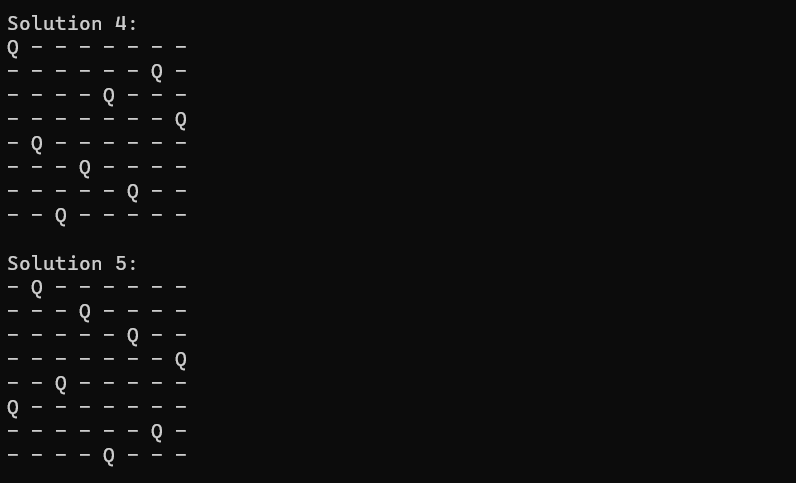 Solution 4:
Q - - - - - - -
- - - - - - Q -
- - - - Q - - -
- - - - - - - Q
- Q - - - - - -
- - - Q - - - -
- - - - - Q - -
- - Q - - - - -
Solution 5:
- Q - - - - - -
- - - Q - - - -
- - - - - Q - -
- - - - - - - Q
- - Q - - - - -
Q - - - - - - -
- - - - - - Q -
- - - - Q - - -